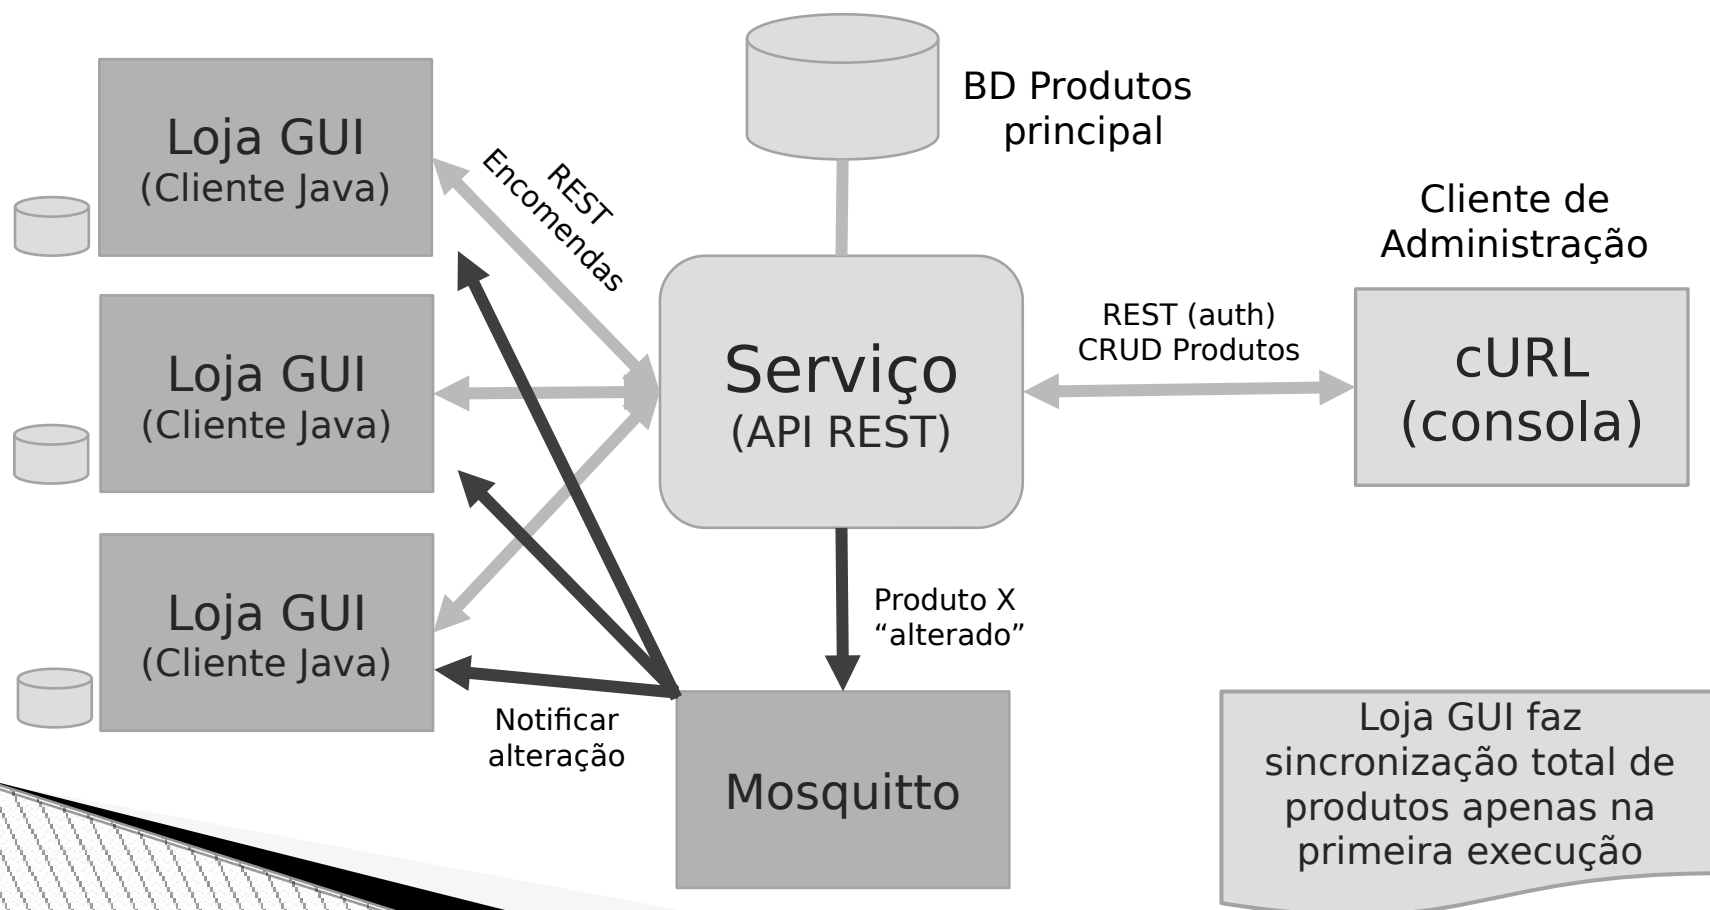 BD Produtos
principal
Loja GUI
(Cliente Java)
REST
Encomendas
Cliente de
Administração
Loja GUI
(Cliente Java)
Serviço
(API REST)
REST (auth)
CRUD Produtos
cURL
(consola)
Loja GUI
(Cliente Java)
Produto X
“alterado”
Notificar
alteração
Mosquitto
Loja GUI faz
sincronização total de
produtos apenas na
primeira execução